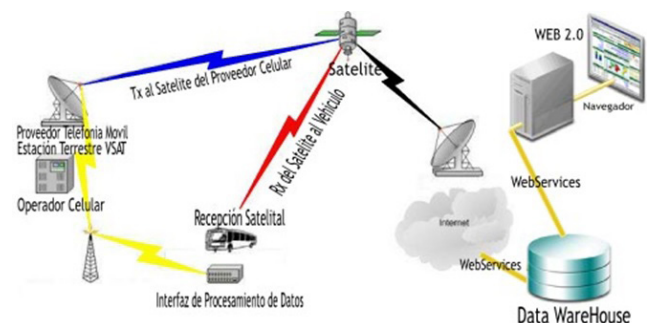 WEB 2.0
Tx al Satelite del Proveedor Celular
Satelite
Navegador
Proveedor Telefonia Movil
Estación Terrestre VSAT
Rx del Satelite al Vehiculo
WebServices
Operador Celular
Recepción Satelital
Internet
WebServices
Interfaz de Procesamiento de Datos
Data WareHouse